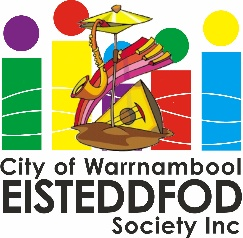 City of Warrnambool
EISTEDDFOD
Society Inc